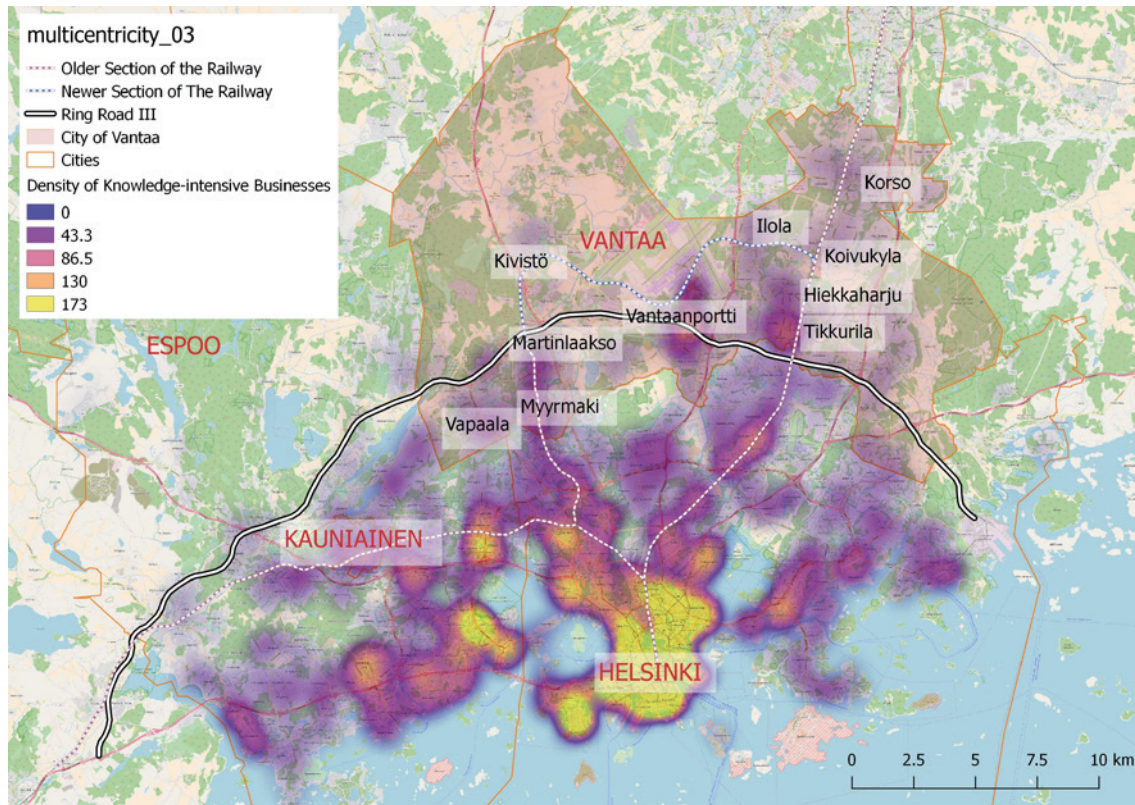 multicentricity_03
Older Section of the Railway
Newer Section of The Railway
Ring Road III
City of Vantaa
Cities
Density of Knowledge-intensive Businesses
0
43.3
86.5
130
173
Korso
Ilola
VANTAA
Kivistö
Koivukyla
Hiekkaharju
Vantaanportti
Tikkurila
ESPOO
Martinlaakso
Myyrmaki
Vapaala
KAUNIAINEN
HELSINKI
0 2.5 5 7.5 10 km